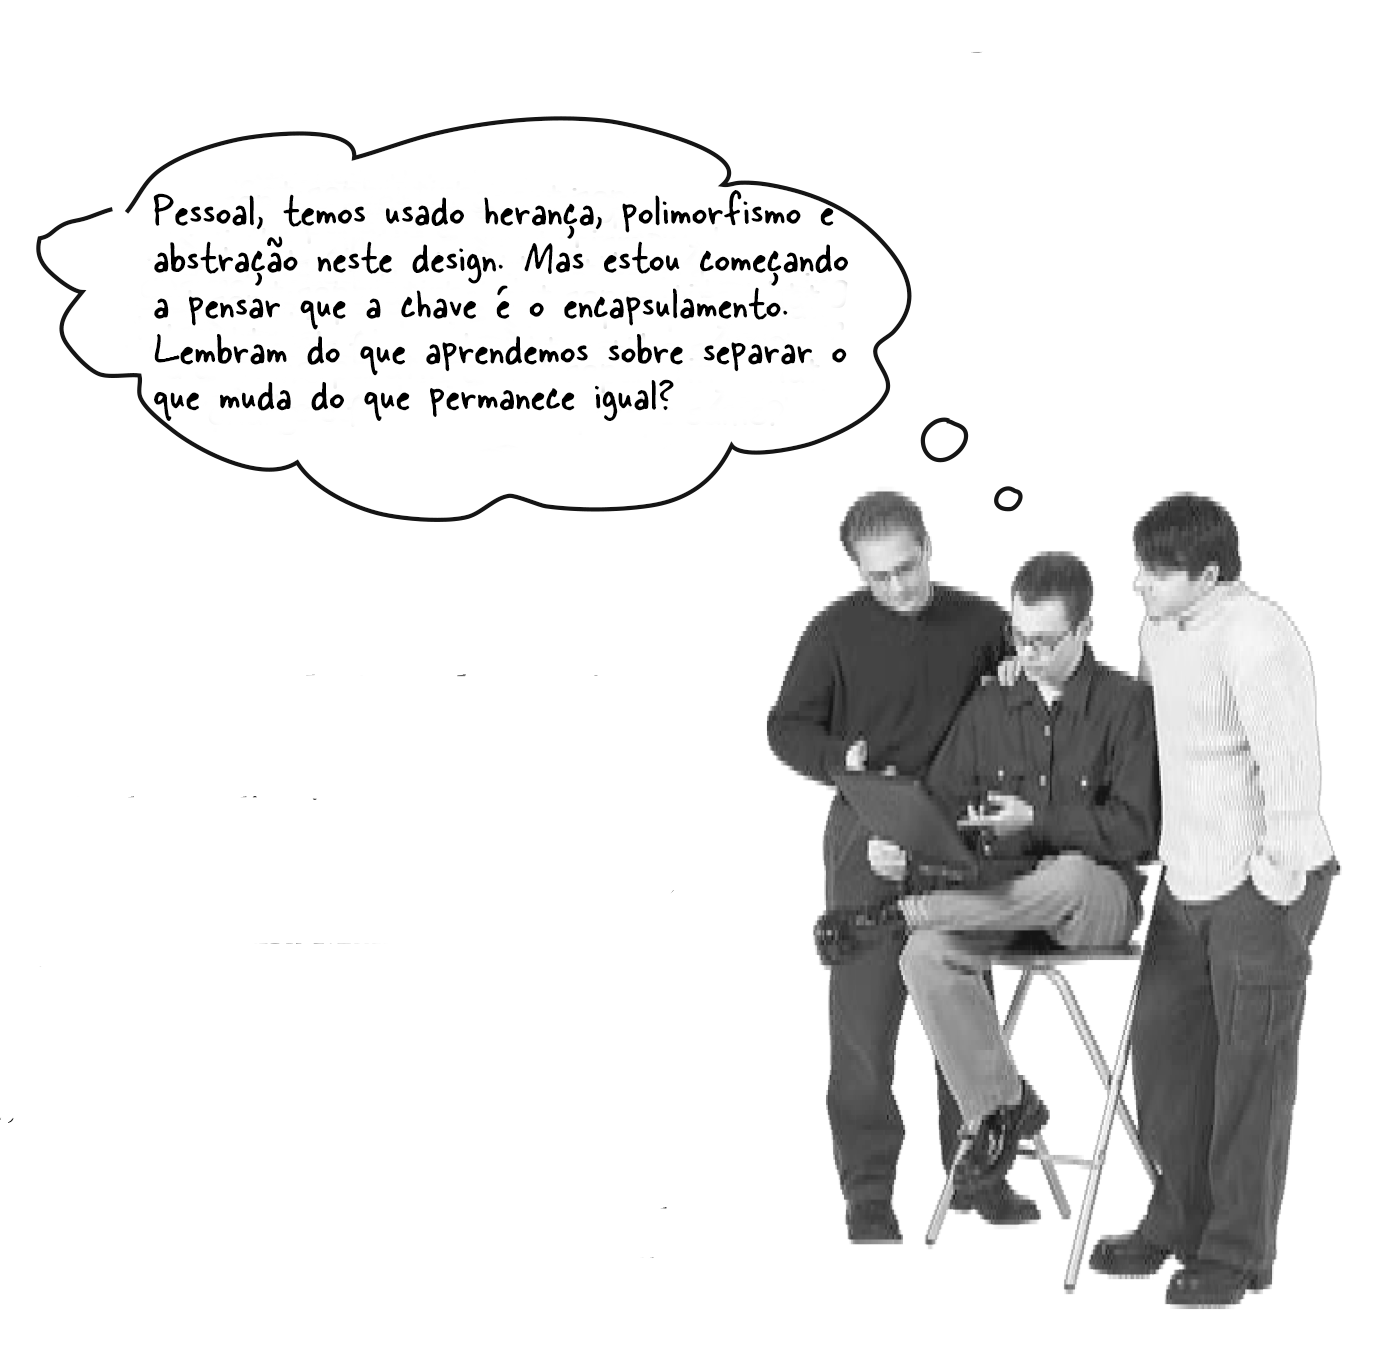 Pessoal, temos usado herança, polimorfismo e
abstração neste design. Mas estou começando
a pensar que a chave é o encapsulamento.
Lembram do que aprendemos sobre separar o
que muda do que permanece igual?